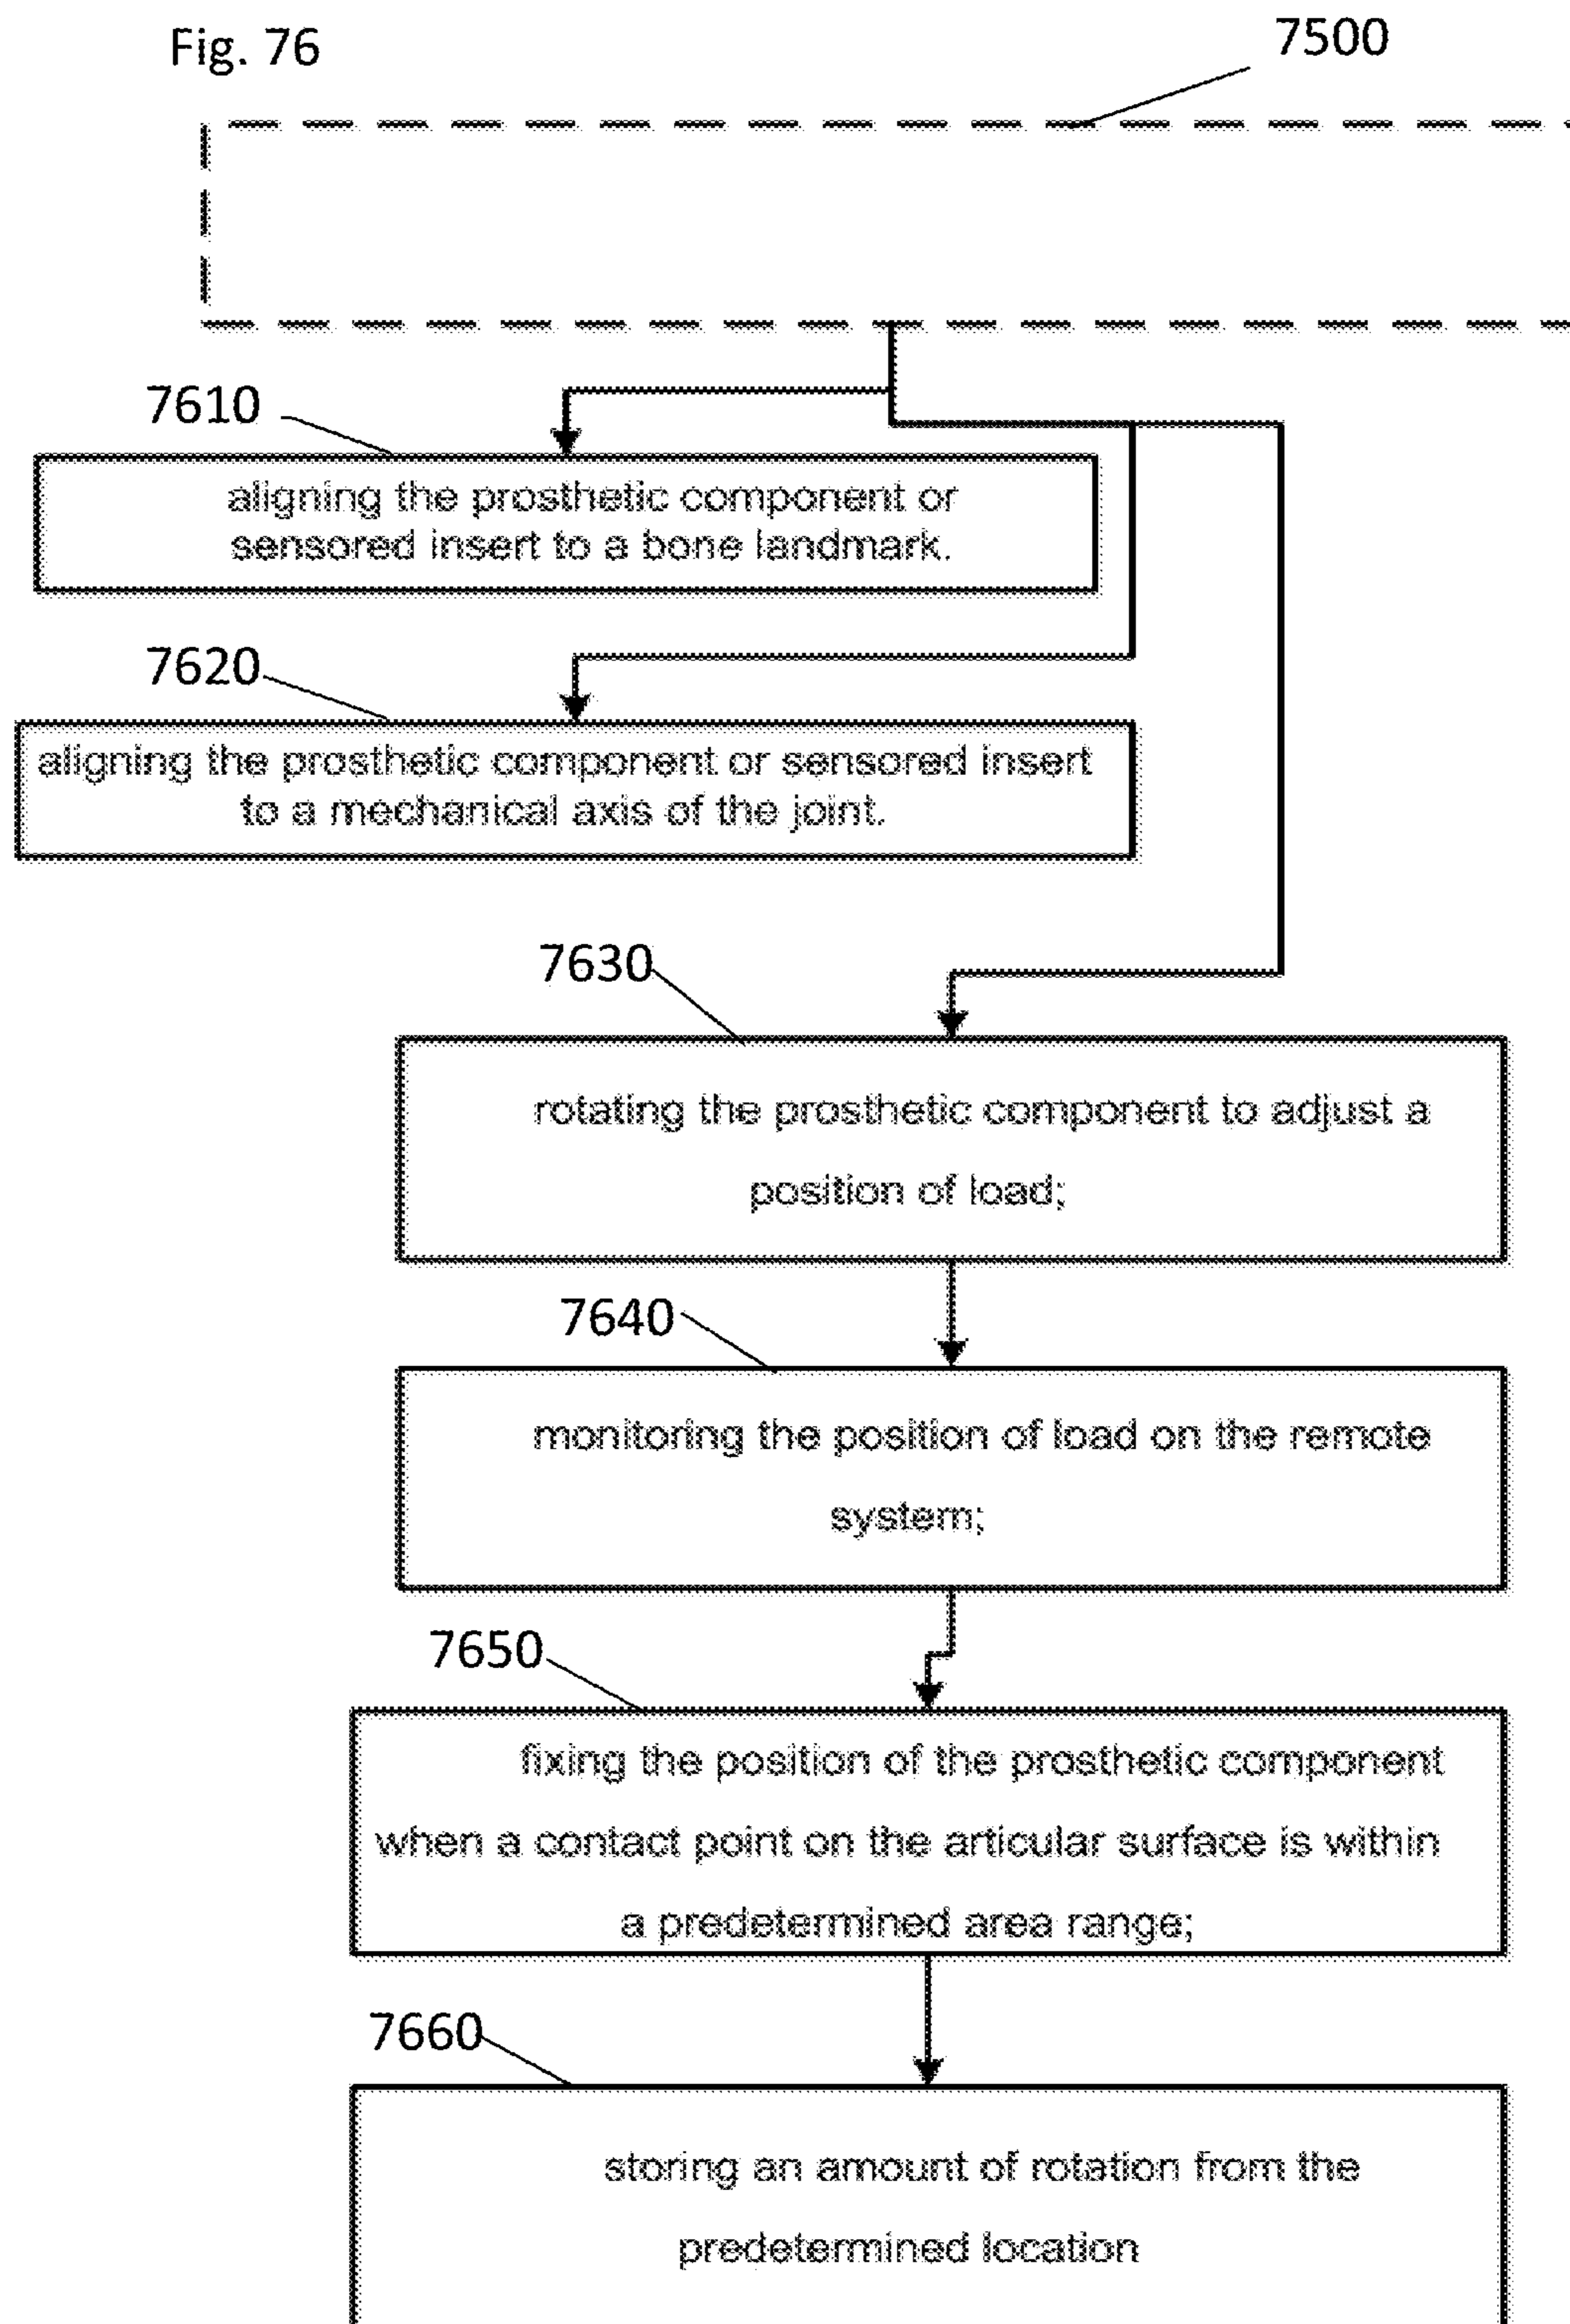 Fig. 76
7500
7610
aligning the prosthetic component or
sensored insert to a bone landmark.
7620
aligning the prosthetic component or sensored insert
to a mechanical axis of the joint.
7630
rotating the prosthetic component to adjust a
position of load;
7640
monitoring the position of load on the remote
system;
7650
fixing the position of the prosthetic component
when a contact point on the articular surface is within
a predetermined area range;
7660
storing an amount of rotation from the
predetermined location